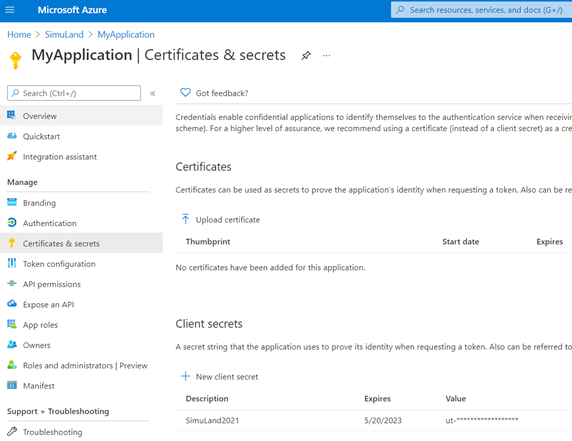 Microsoft Azure
Search resources, services, and docs (G+/)
Home > SimuLand > MyApplication
MyApplication | Certificates & secrets
Search (Ctrl+/)
Overview
Quickstart
Integration assistant
Manage
Branding
Authentication
Certificates & secrets
Token configuration
API permissions
Expose an API
App roles
Owners
Roles and administrators | Preview
Manifest
Support + Troubleshooting
Troubleshooting
Got feedback?
Credentials enable confidential applications to identify themselves to the authentication service when receivin
scheme). For a higher level of assurance, we recommend using a certificate (instead of a client secret) as a cre
Certificates
Certificates can be used as secrets to prove the application's identity when requesting a token. Also can be re
Upload certificate
Thumbprint Start date Expires
No certificates have been added for this application.
Client secrets
A secret string that the application uses to prove its identity when requesting a token. Also can be referred to
New client secret
Description Expires Value
SimuLand2021 5/20/2023 ut-******************